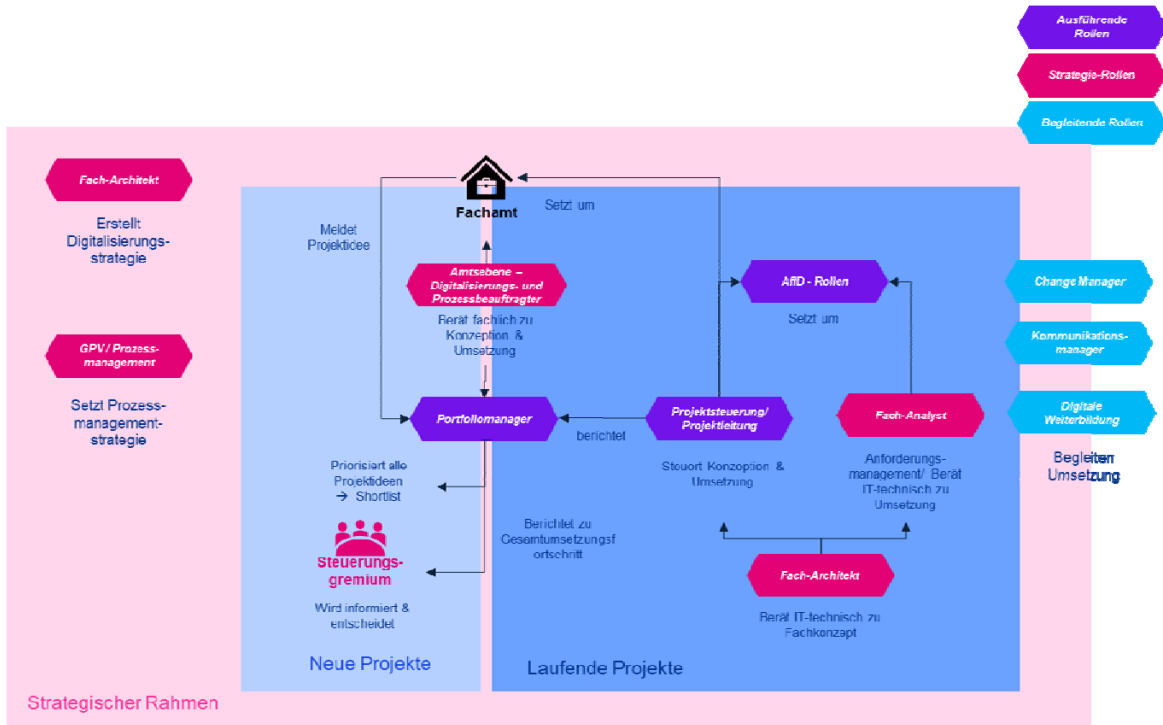 Ausführende
Rollen
Strategie-Rollen
Begleitende Rollen
Fach-Architekt
Erstellt
Digitalisierungs-
strategie
GPV / Prozess-
management
Setzt Prozess-
management-
strategie
Fachamt
Meldet
Projektidee
Setzt um
Amtsebene –
Digitalisierungs- und
Prozessbeauftragter
Berät fachlich zu
Konzeption &
Umsetzung
AfID - Rollen
Setzt um
Change Manager
Kommunikations-
manager
Digitale
Weiterbildung
Begleiten
Umsetzung
Portfoliomanager
berichtet
Projektsteuerung/
Projektleitung
Steuort Konzoption &
Umsetzung
Fach-Analyst
Anforderungs-
management/ Berät
IT-technisch zu
Umsetzung
Priorisiert alle
Projektideen
→ Shortlist
Berichtet zu
Gesamtumsetzungsf
ortschritt
Steuerungs-
gremium
Wird informiert &
entscheidet
Fach-Architekt
Berät IT-technisch zu
Fachkonzept
Neue Projekte
Laufende Projekte
Strategischer Rahmen